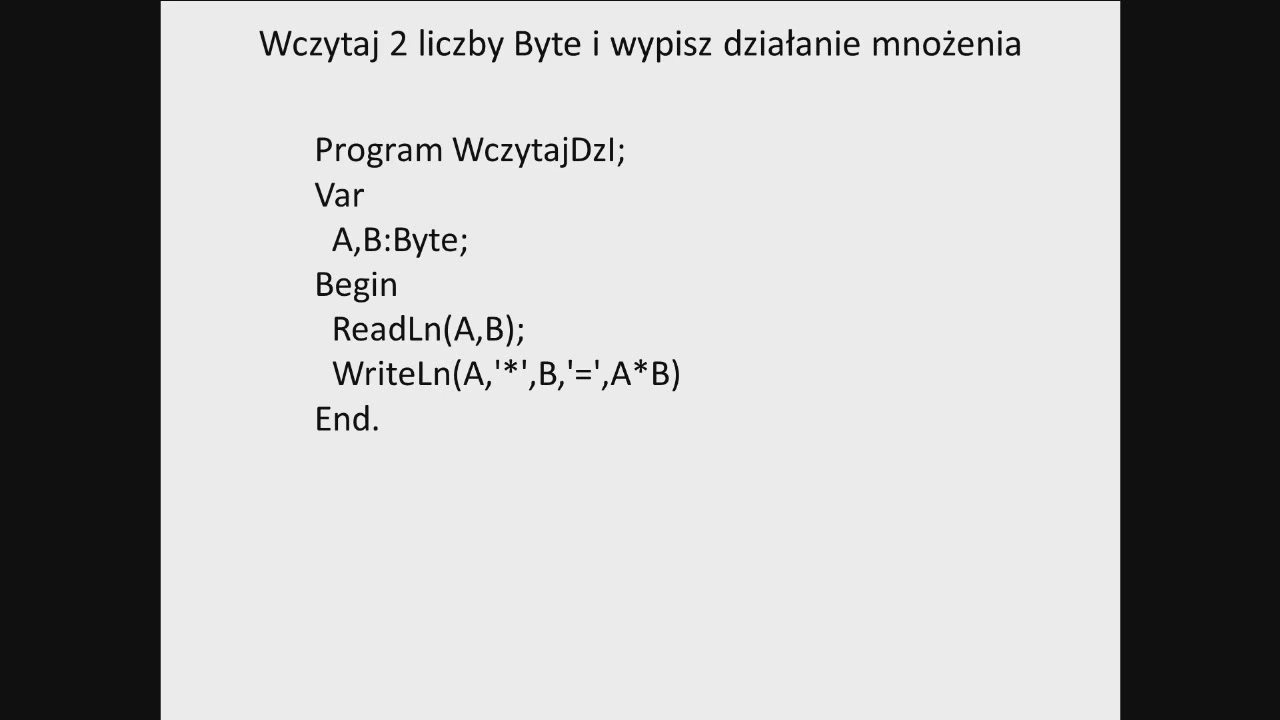 Wczytaj 2 liczby Byte i wypisz działanie mnożenia
Program WczytajDzI;
Var
A,B:Byte;
Begin
ReadLn(A,B);
WriteLn(A,'*',B,'=',A*B)
End.